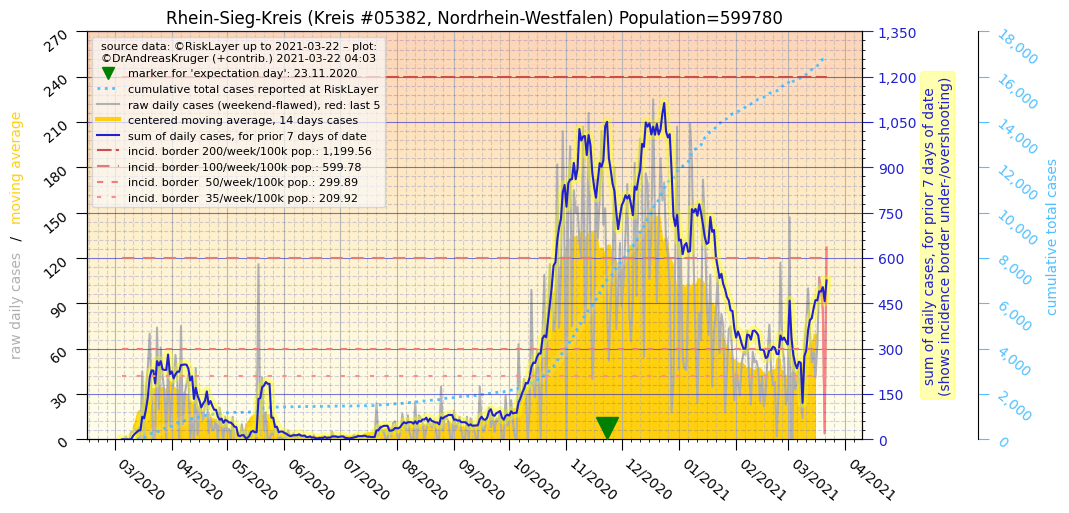 Rhein-Sieg-Kreis (Kreis #05382, Nordrhein-Westfalen) Population=599780
source data: ©RiskLayer up to 2021-03-22 – plot:
©DrAndreasKruger (+contrib.) 2021-03-22 04:03
marker for 'expectation day': 23.11.2020
cumulative total cases reported at RiskLayer
raw daily cases (weekend-flawed), red: last 5
centered moving average, 14 days cases
sum of daily cases, for prior 7 days of date
incid. border 200/week/100k pop.: 1,199.56
incid. border 100/week/100k pop.: 599.78
incid. border  50/week/100k pop.: 299.89
incid. border  35/week/100k pop.: 209.92
raw daily cases / moving average
270
240
210
180
150
120
90
60
30
0
1,350
1,200
1,050
900
750
600
450
300
150
0
sum of daily cases, for prior 7 days of date
(shows incidence border under-/overshooting)
18,000
16,000
14,000
12,000
10,000
8,000
6,000
4,000
2,000
0
cumulative total cases
03/2020
04/2020
05/2020
06/2020
07/2020
08/2020
09/2020
10/2020
11/2020
12/2020
01/2021
02/2021
03/2021
04/2021